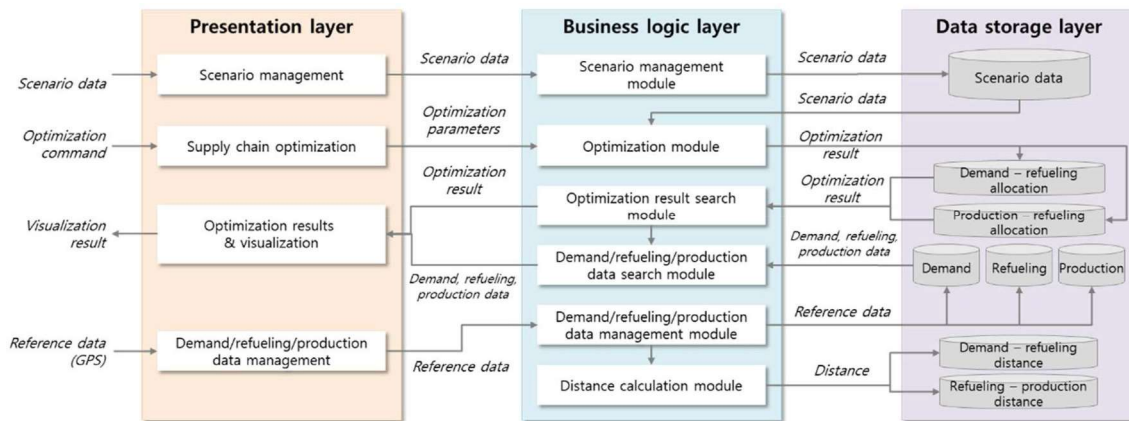 Presentation layer
Business logic layer
Data storage layer
Scenario data
Scenario management
Scenario data
Scenario management
module
Scenario data
Scenario data
Scenario data
Optimization
command
Supply chain optimization
Optimization
parameters
Optimization module
Optimization
result
Demand – refueling
allocation
Production – refueling
allocation
Optimization
result
Optimization result search
module
Optimization
result
Visualization
result
Optimization results
& visualization
Demand, refueling,
production data
Demand/refueling/production
data search module
Demand, refueling,
production data
Demand
Refueling
Production
Reference data
(GPS)
Demand/refueling/production
data management
Reference data
Demand/refueling/production
data management module
Reference data
Distance calculation module
Distance
Demand – refueling
distance
Refueling – production
distance